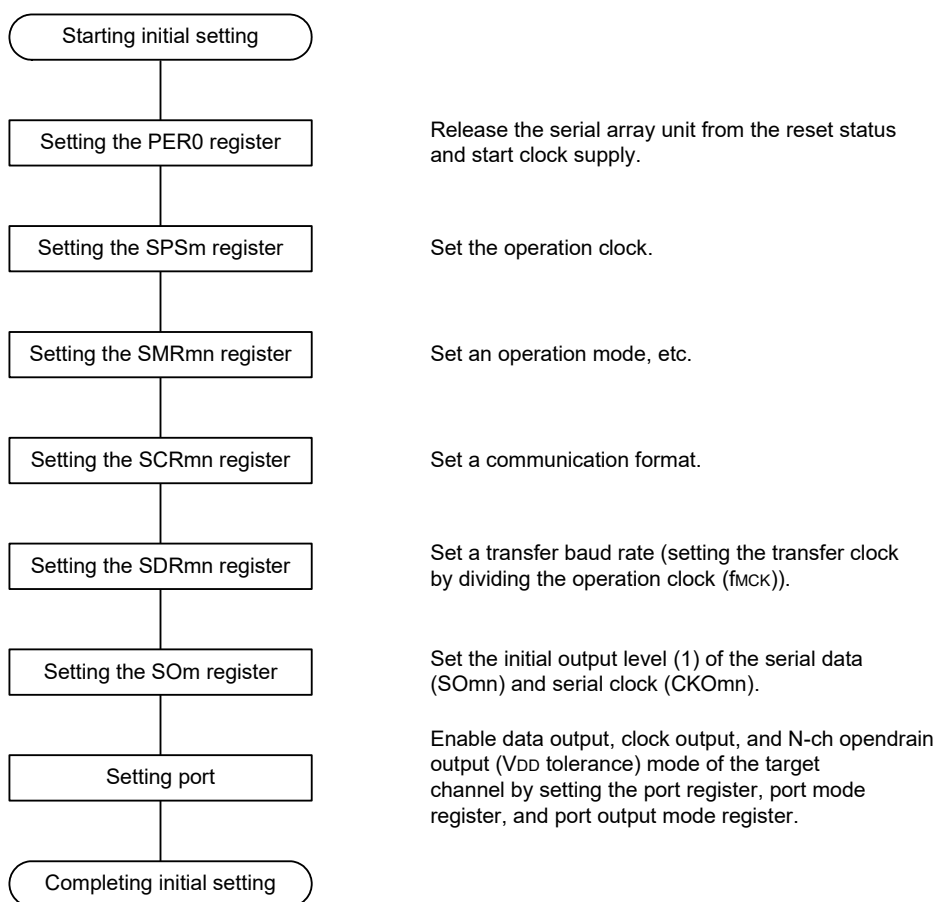 Starting initial setting
Setting the PER0 register
Release the serial array unit from the reset status
and start clock supply.
Setting the SPSm register
Set the operation clock.
Setting the SMRmn register
Set an operation mode, etc.
Setting the SCRmn register
Set a communication format.
Setting the SDRmn register
Set a transfer baud rate (setting the transfer clock
by dividing the operation clock (fMCK)).
Setting the SOm register
Set the initial output level (1) of the serial data
(SOmn) and serial clock (CKOmn).
Setting port
Enable data output, clock output, and N-ch opendrain
output (VDD tolerance) mode of the target
channel by setting the port register, port mode
register, and port output mode register.
Completing initial setting